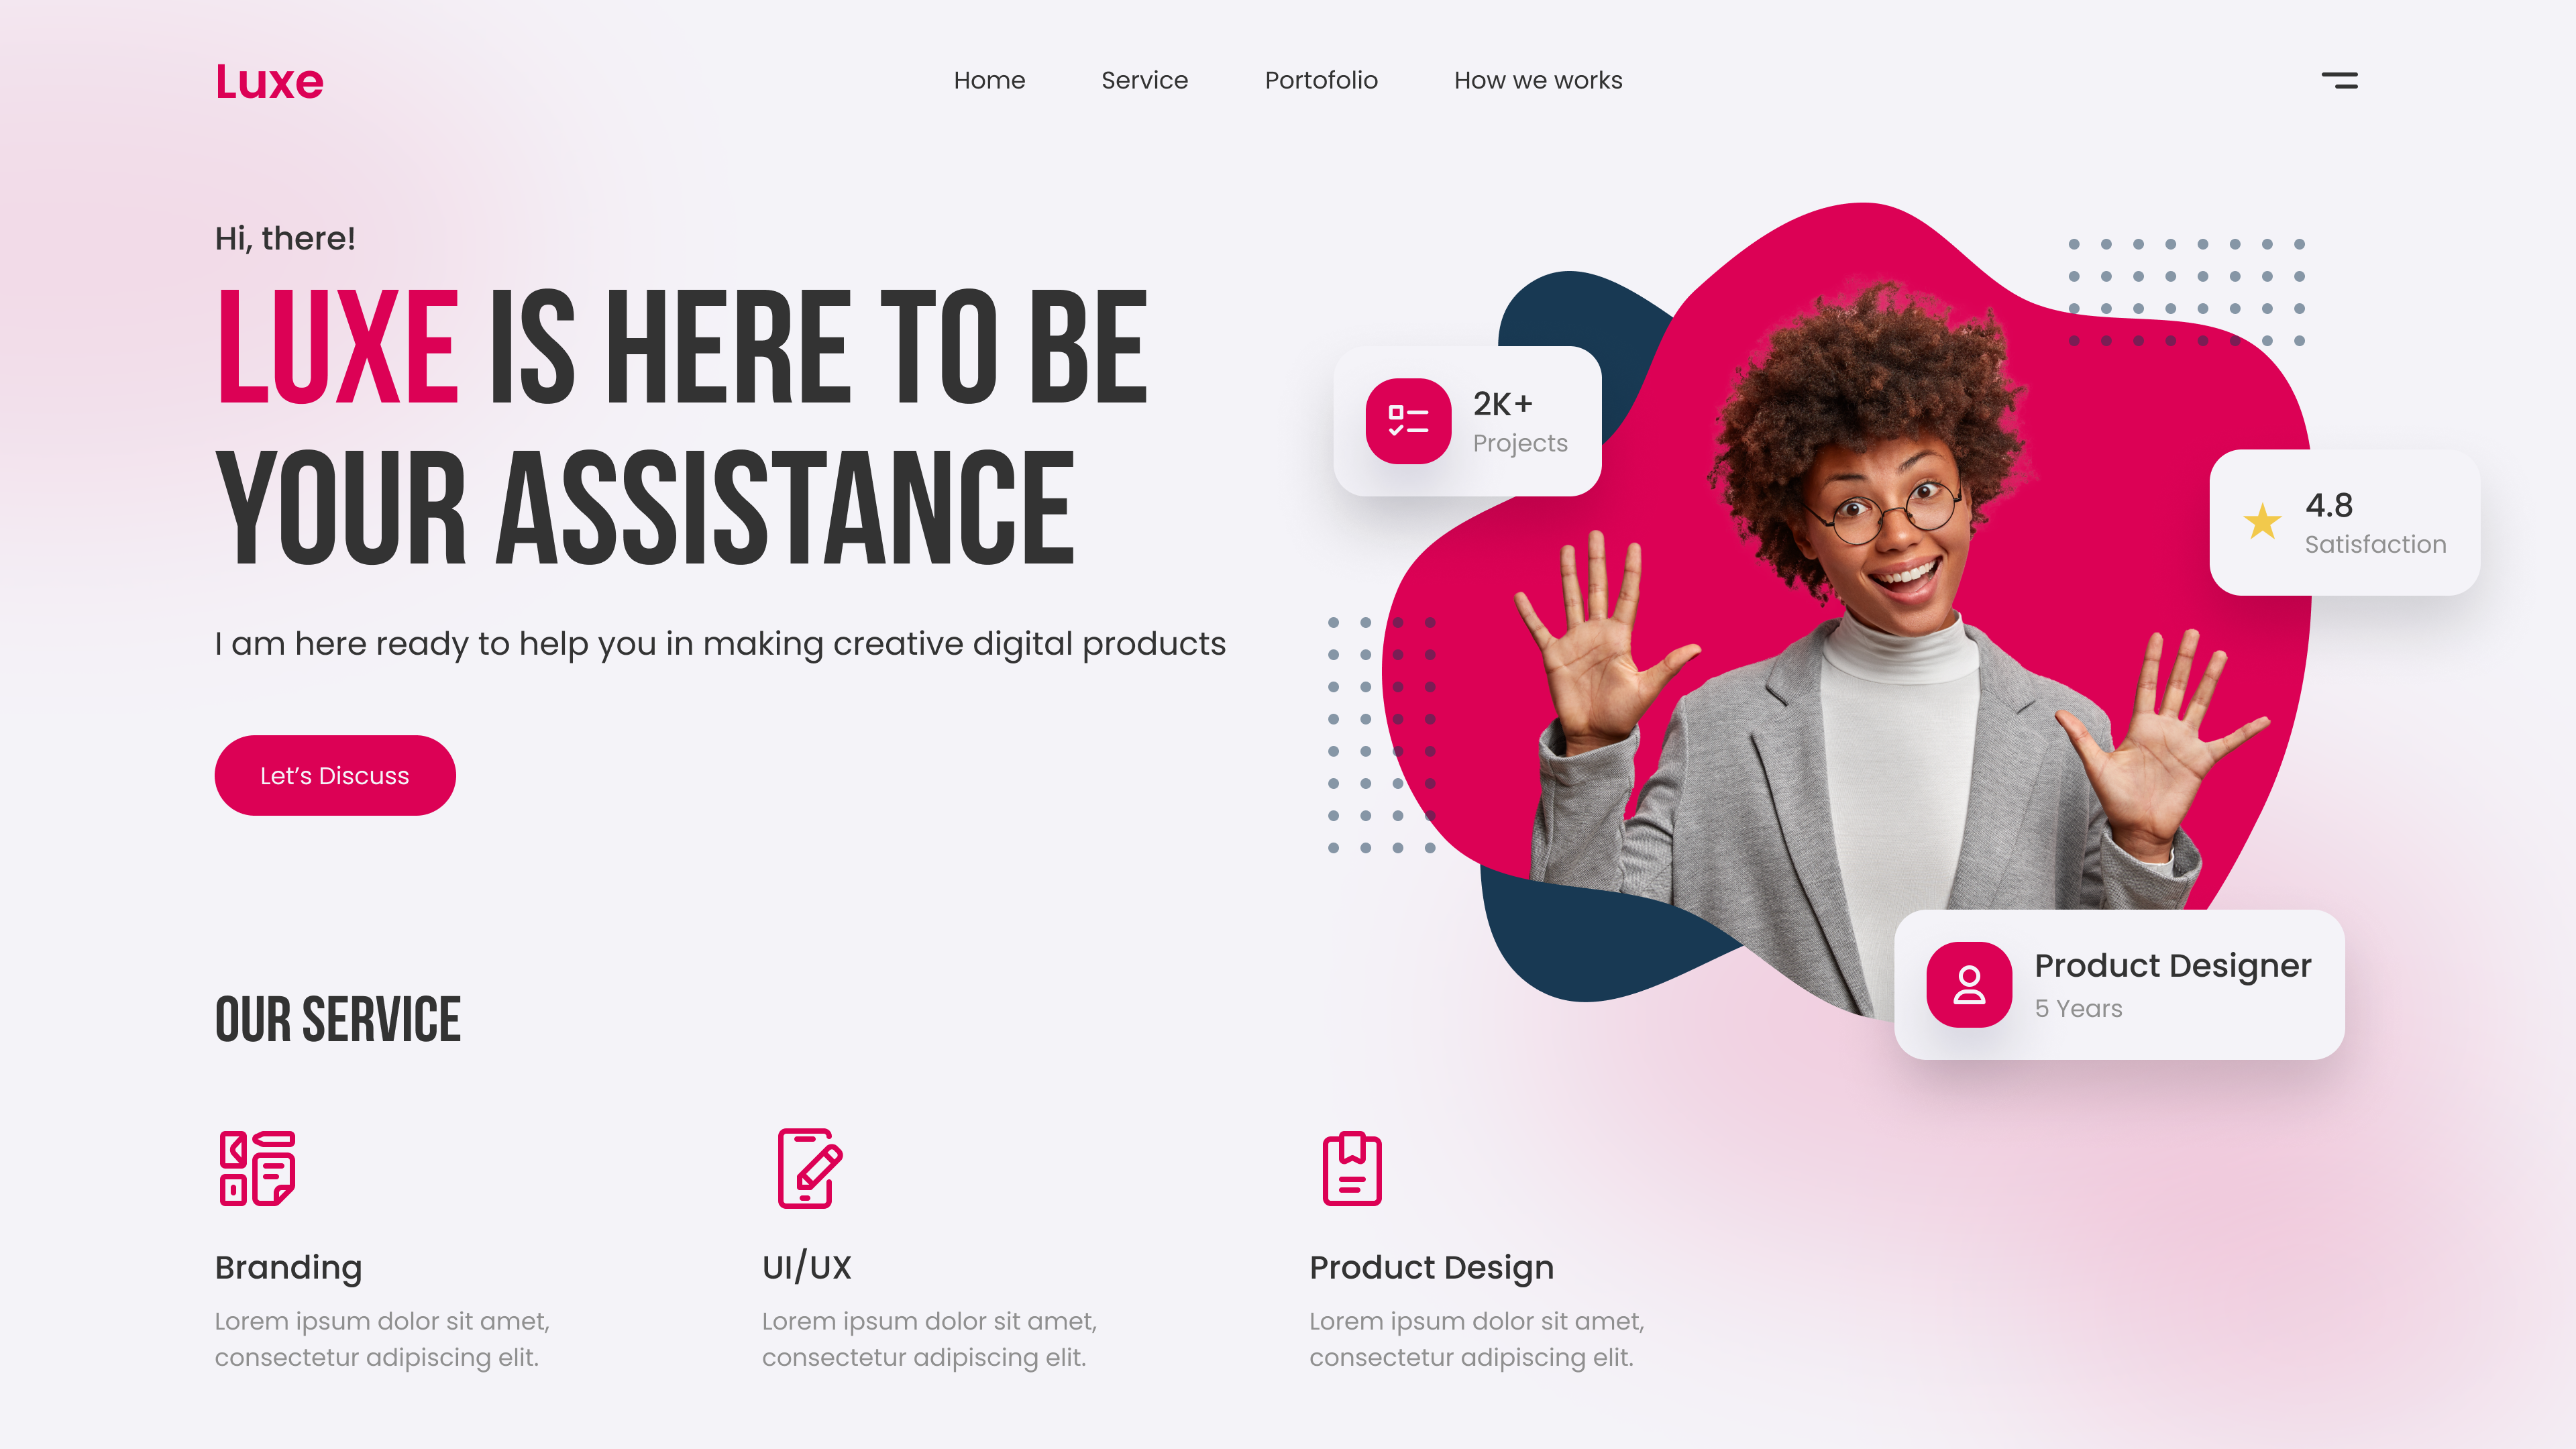 Luxe
Home
Service
Portofolio
How we works
Hi, there!
LUXE IS HERE TO BE
YOUR ASSISTANCE
I am here ready to help you in making creative digital products
Let’s Discuss
2K+
Projects
4.8
Satisfaction
Product Designer
5 Years
OUR SERVICE
Branding
Lorem ipsum dolor sit amet,
consectetur adipiscing elit.
UI/UX
Lorem ipsum dolor sit amet,
consectetur adipiscing elit.
Product Design
Lorem ipsum dolor sit amet,
consectetur adipiscing elit.